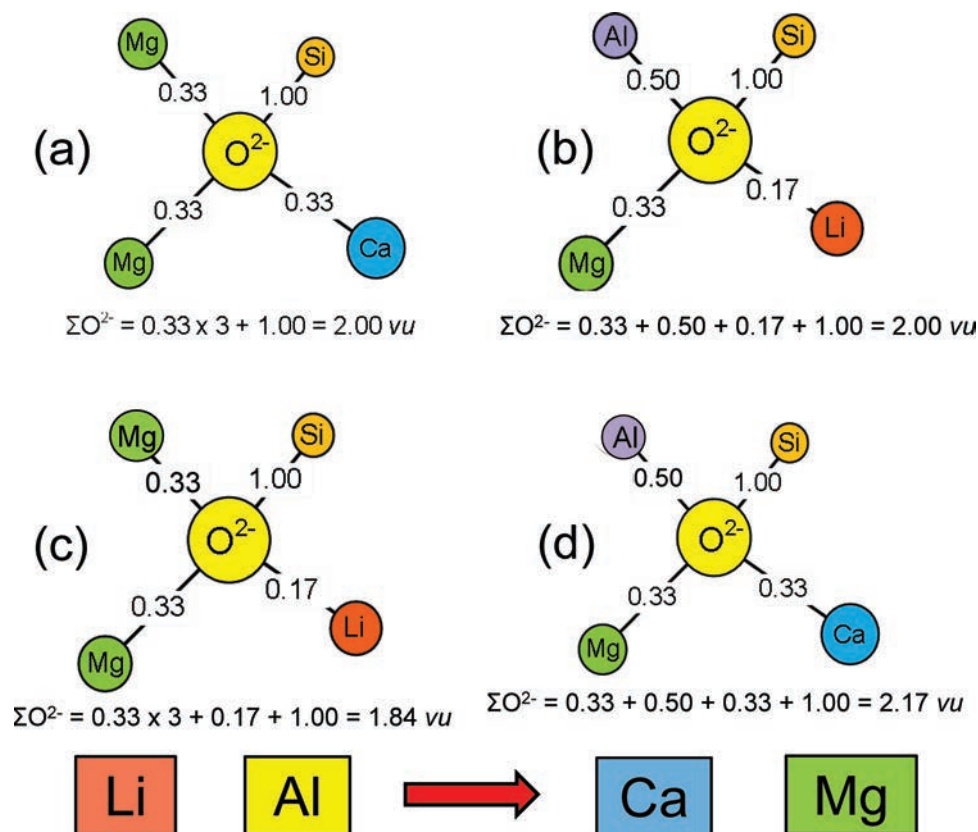 Mg
Si
0.33
1.00
(a)
O²⁻
0.33
0.33
Mg
Ca
ΣO²⁻ = 0.33 x 3 + 1.00 = 2.00 vu
Al
Si
0.50
1.00
(b)
O²⁻
0.33
0.17
Mg
Li
ΣO²⁻ = 0.33 + 0.50 + 0.17 + 1.00 = 2.00 vu
Mg
Si
0.33
1.00
(c)
O²⁻
0.33
0.17
Mg
Li
ΣO²⁻ = 0.33 x 3 + 0.17 + 1.00 = 1.84 vu
Al
Si
0.50
1.00
(d)
O²⁻
0.33
0.33
Mg
Ca
ΣO²⁻ = 0.33 + 0.50 + 0.33 + 1.00 = 2.17 vu
Li Al Ca Mg